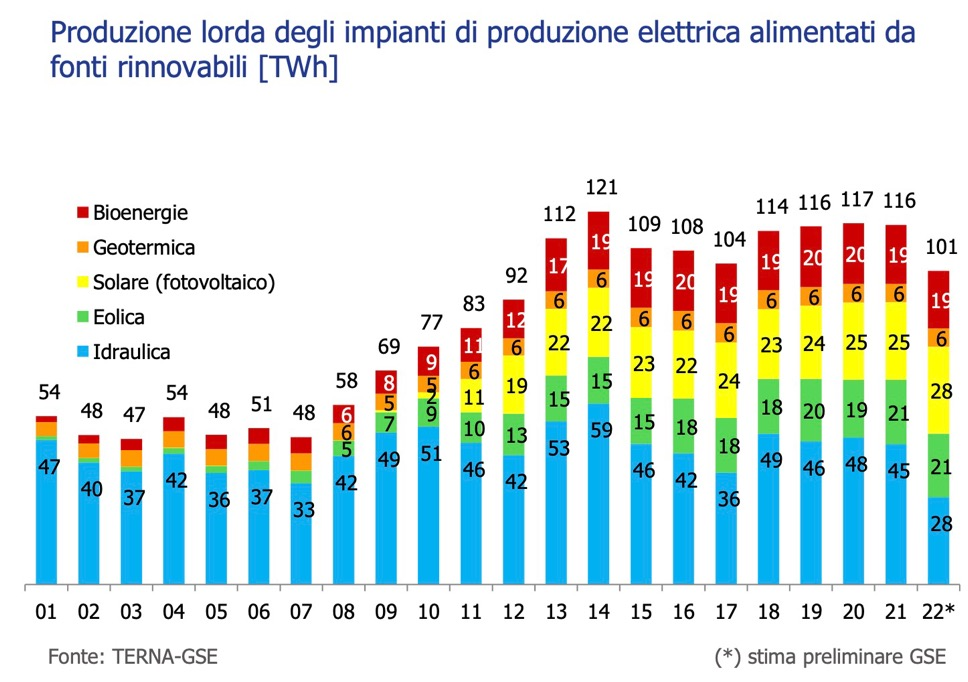 Produzione lorda degli impianti di produzione elettrica alimentati da
fonti rinnovabili [TWh]
Bioenergie
Geotermica
Solare (fotovoltaico)
Eolica
Idraulica
54 48 47 54 48 51 48 58 69 77 83 92 112 121 109 108 104 114 116 117 116 101
6 8 9 11 12 17 19 19 20 19 19 20 20 19 19
6 5 5 6 6 6 6 6 6 6 6 6 6 6 6
2 11 19 22 22 23 22 24 23 24 25 25 28
5 7 9 10 13 15 15 15 18 18 18 20 19 21 21
47 40 37 42 36 37 33 42 49 51 46 42 53 59 46 42 36 49 46 48 45 28
01 02 03 04 05 06 07 08 09 10 11 12 13 14 15 16 17 18 19 20 21 22*
Fonte: TERNA-GSE (*) stima preliminare GSE